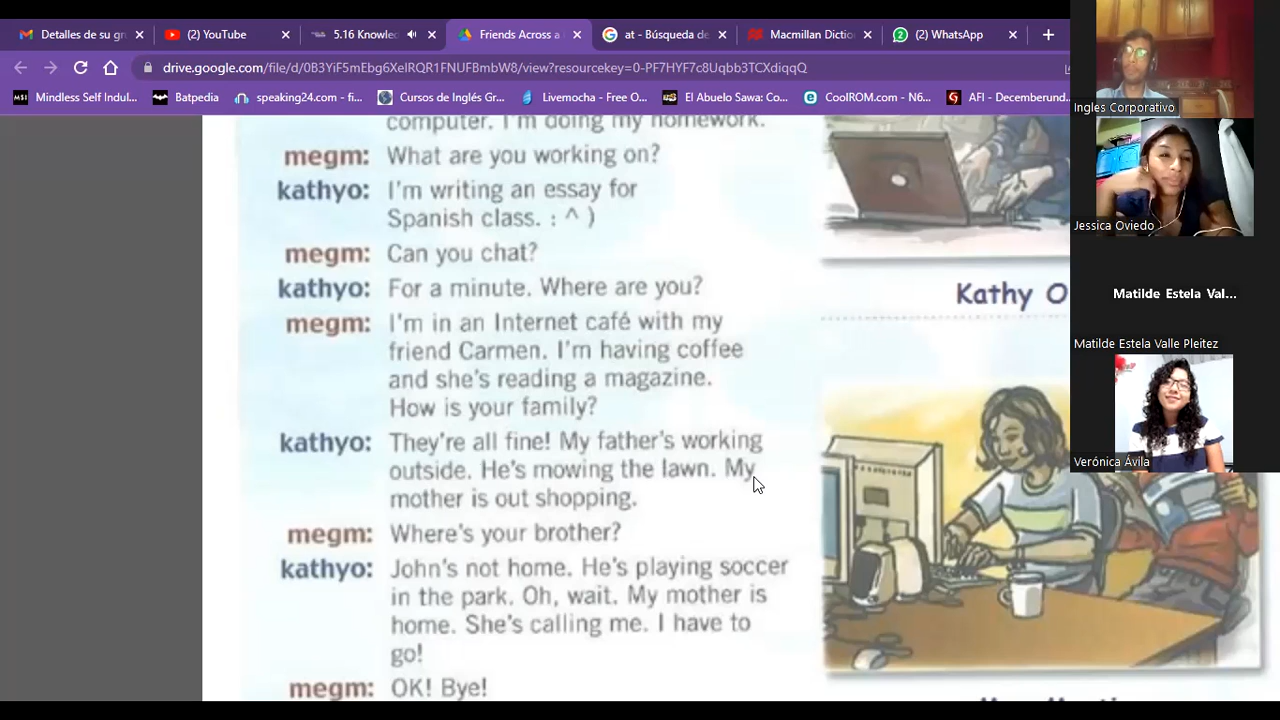 Detalles de su gn
(2) YouTube
5.16 Knowle
Friends Across a
at - Búsqueda de
Macmillan Dictio
(2) WhatsApp
drive.google.com/file/d/0B3YiF5mEbg6XelRQR1FNUFBmbW8/view?resourcekey=0-PF7HYF7c8Uqbb3TCXdiqqQ
Mindless Self Indul...
Batpedia
speaking24.com - fi...
Cursos de Inglés Gr...
Livemocha - Free O...
El Abuelo Sawa: Co...
CoolROM.com - N6...
AFI - Decemberund...
computer. I'm doing my homework.
megm: What are you working on?
kathyo: I'm writing an essay for
Spanish class. : ^ )
megm: Can you chat?
kathyo: For a minute. Where are you?
megm: I'm in an Internet café with my
friend Carmen. I'm having coffee
and she's reading a magazine.
How is your family?
kathyo: They're all fine! My father's working
outside. He's mowing the lawn. My
mother is out shopping.
megm: Where's your brother?
kathyo: John's not home. He's playing soccer
in the park. Oh, wait. My mother is
home. She's calling me. I have to
go!
megm: OK! Bye!
Kathy O
Ingles Corporativo
Jessica Oviedo
Matilde Estela Val...
Matilde Estela Valle Pleitez
Verónica Ávila